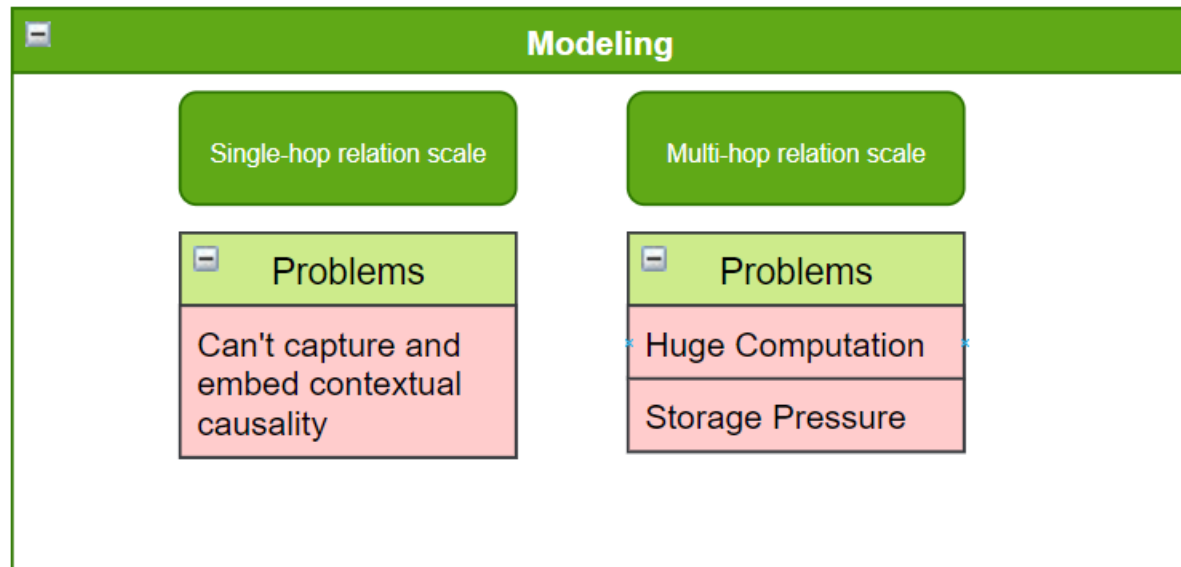 Modeling
Single-hop relation scale
Multi-hop relation scale
Problems
Can't capture and
embed contextual
causality
Problems
Huge Computation
Storage Pressure